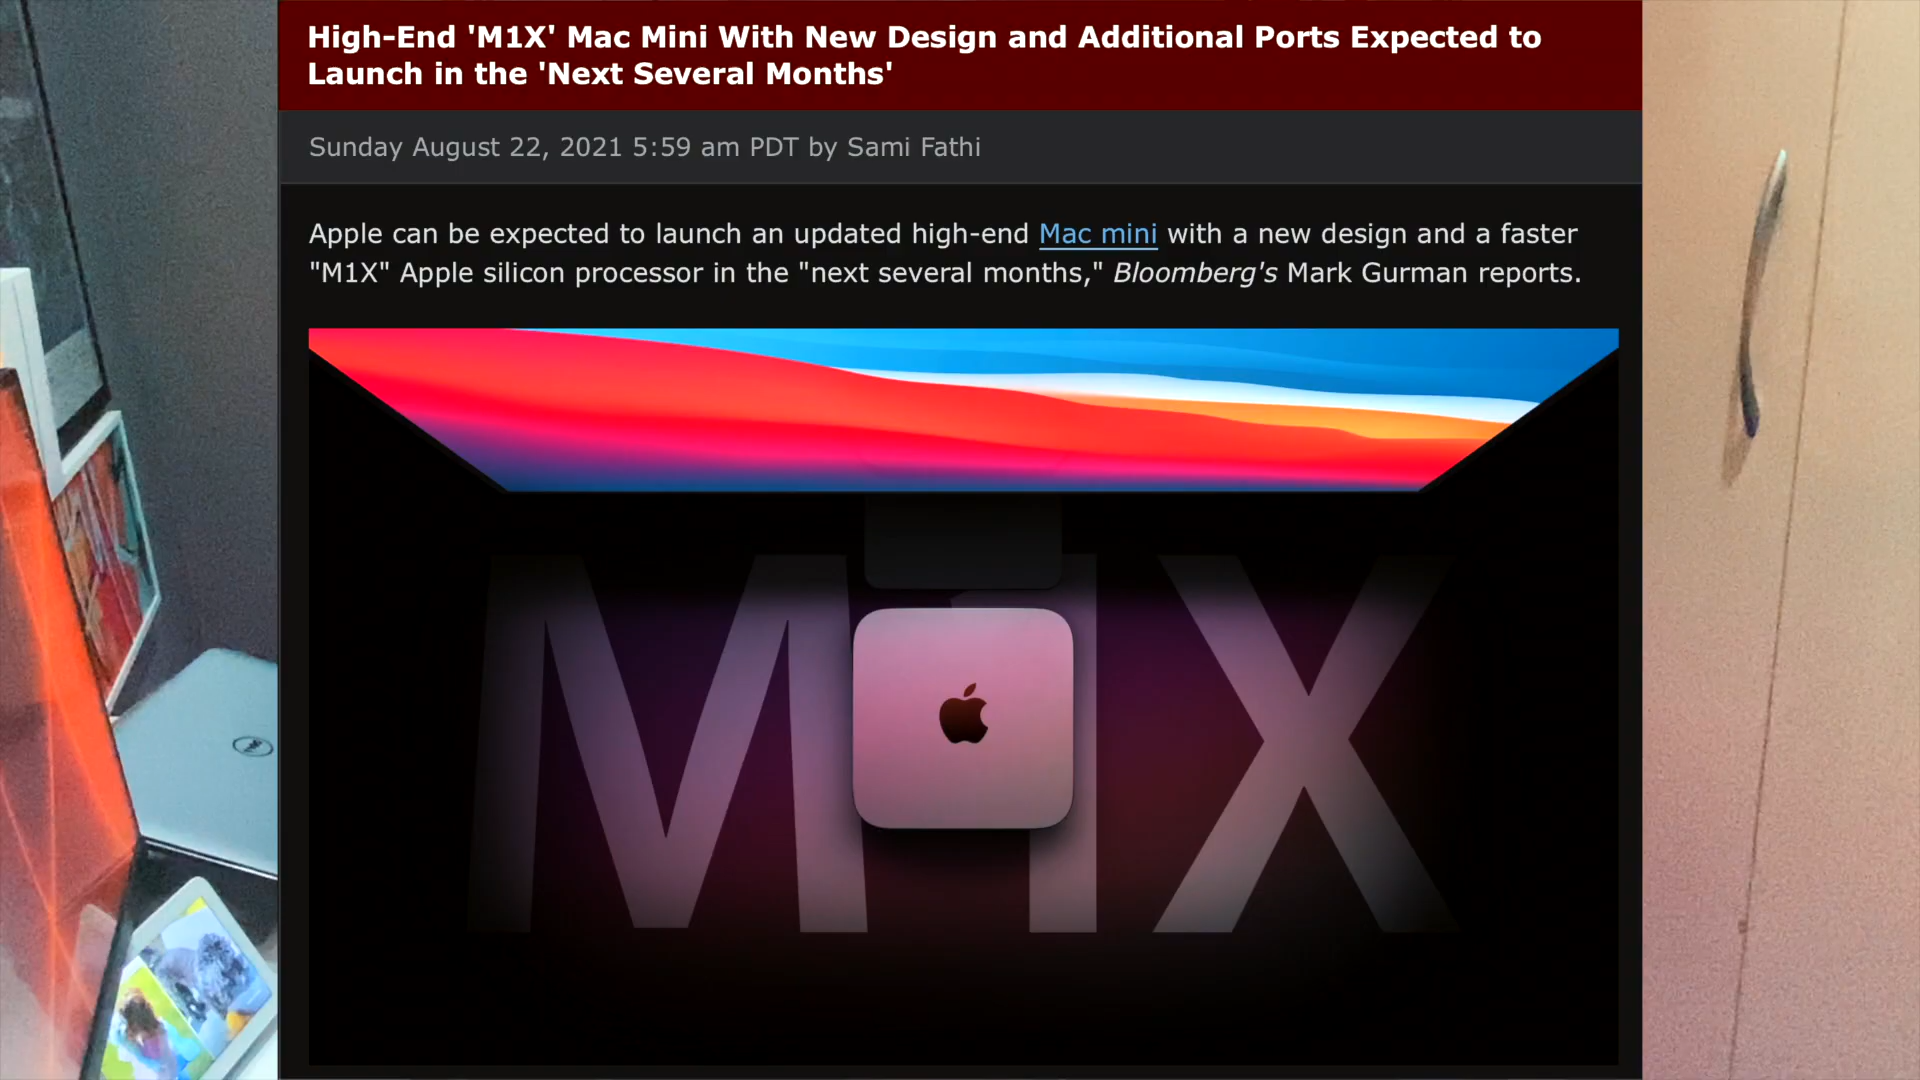 High-End 'M1X' Mac Mini With New Design and Additional Ports Expected to
Launch in the 'Next Several Months'
Sunday August 22, 2021 5:59 am PDT by Sami Fathi
Apple can be expected to launch an updated high-end Mac mini with a new design and a faster
"M1X" Apple silicon processor in the "next several months," Bloomberg's Mark Gurman reports.
M1X
DELL